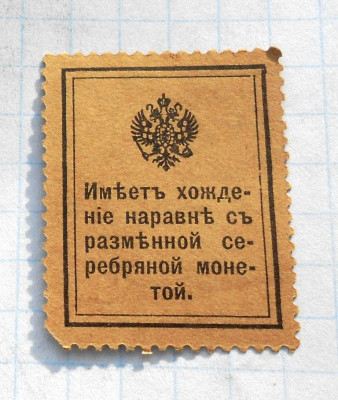 Имѣетъ хожде-
ніе наравнѣ съ
размѣнной се-
ребряной моне-
той.